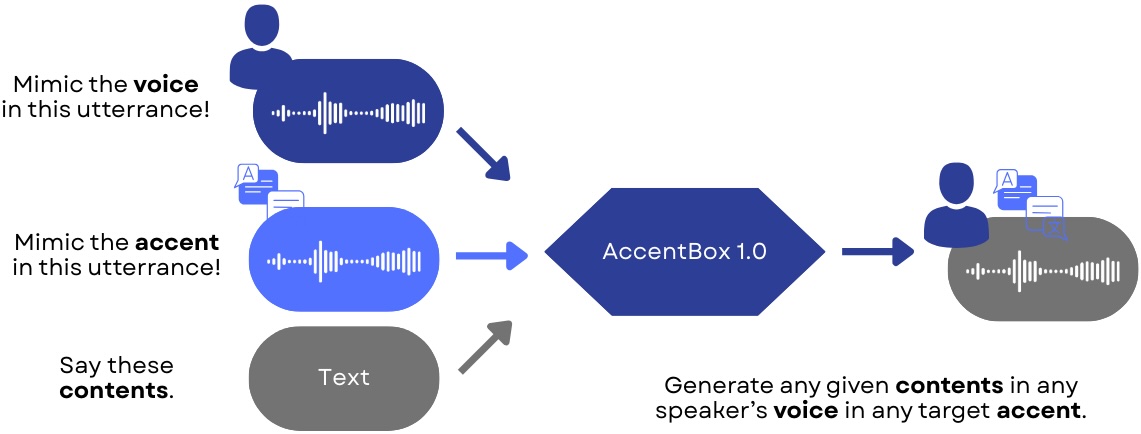 Mimic the voice
in this utterrance!
A
Mimic the accent
in this utterrance!
Say these
contents.
Text
AccentBox 1.0
A
Generate any given contents in any
speaker's voice in any target accent.